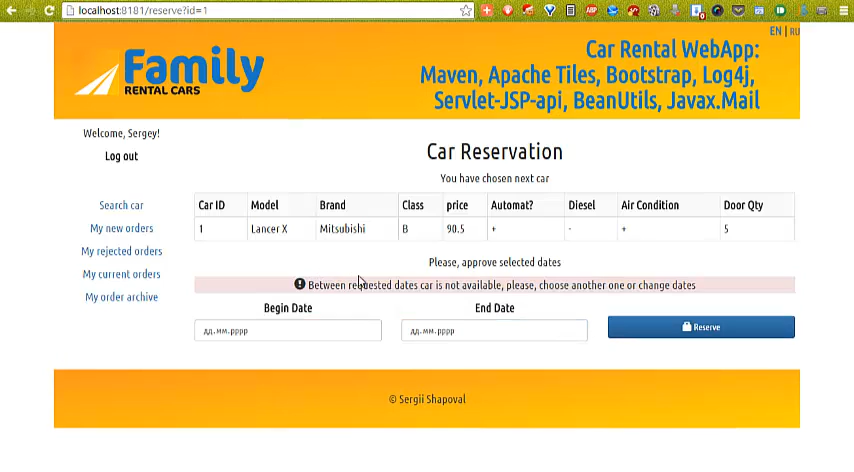 localhost:8181/reserve?id=1
EN | RU
Family
RENTAL CARS
Car Rental WebApp:
Maven, Apache Tiles, Bootstrap, Log4j,
Servlet-JSP-api, BeanUtils, Javax.Mail
Welcome, Sergey!
Log out
Search car
My new orders
My rejected orders
My current orders
My order archive
Car Reservation
You have chosen next car
Car ID Model Brand Class price Automat? Diesel Air Condition Door Qty
1 Lancer X Mitsubishi B 90.5 + - + 5
Please, approve selected dates
Between requested dates car is not available, please, choose another one or change dates
Begin Date End Date
дд.мм.рррр дд.мм.рррр Reserve
© Sergii Shapoval